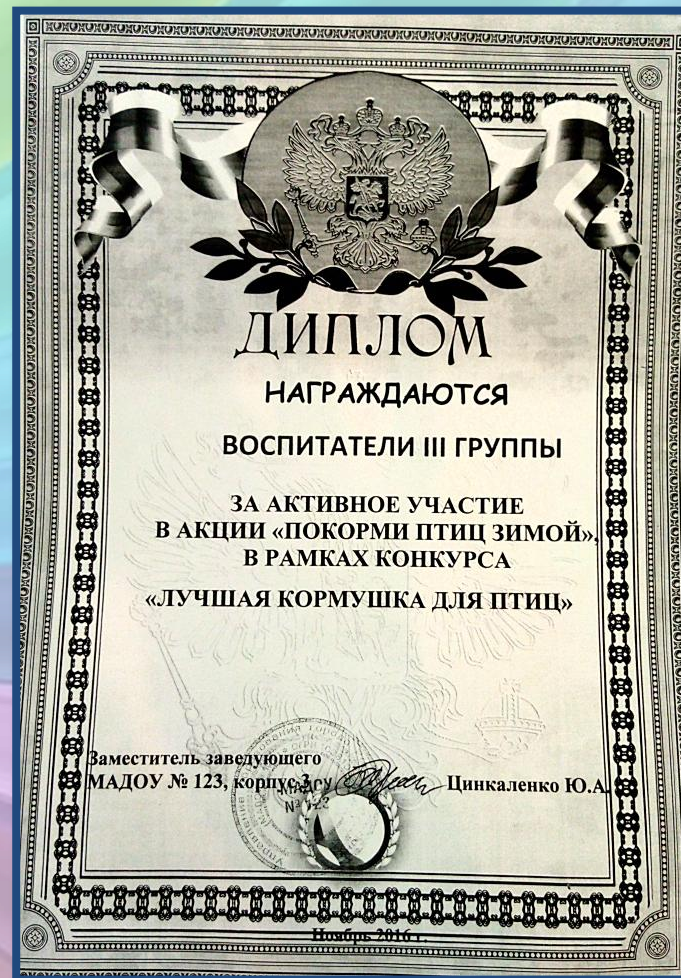 ДИПЛОМ
НАГРАЖДАЮТСЯ
ВОСПИТАТЕЛИ III ГРУППЫ
ЗА АКТИВНОЕ УЧАСТИЕ
В АКЦИИ «ПОКОРМИ ПТИЦ ЗИМОЙ»,
В РАМКАХ КОНКУРСА
«ЛУЧШАЯ КОРМУШКА ДЛЯ ПТИЦ»
Заместитель заведующего
МАДОУ № 123, корпус 3 Цинкаленко Ю.А.
Ноябрь 2016 г.